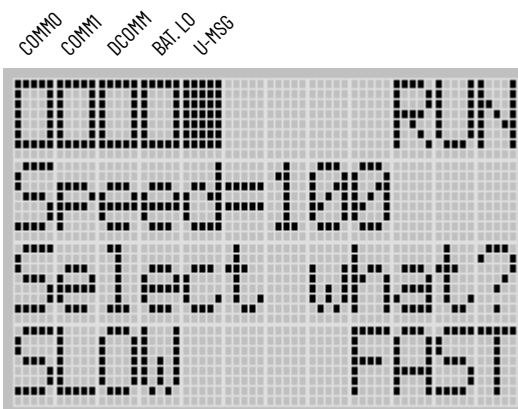 COMM0 COMM1 DCOMM BAT. LO U-MSG
RUN
Speed=100
Select what?
SLOW FAST